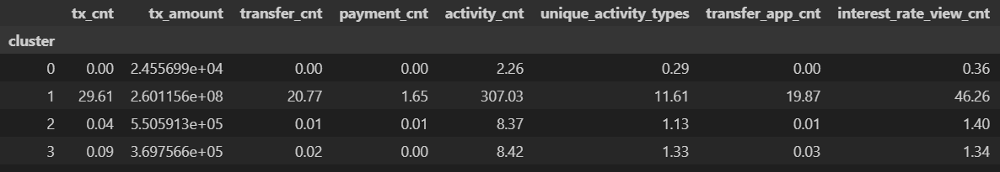 tx_cnt tx_amount transfer_cnt payment_cnt activity_cnt unique_activity_types transfer_app_cnt interest_rate_view_cnt
cluster
0 0.00 2.455699e+04 0.00 0.00 2.26 0.29 0.00 0.36
1 29.61 2.601156e+08 20.77 1.65 307.03 11.61 19.87 46.26
2 0.04 5.505913e+05 0.01 0.01 8.37 1.13 0.01 1.40
3 0.09 3.697566e+05 0.02 0.00 8.42 1.33 0.03 1.34